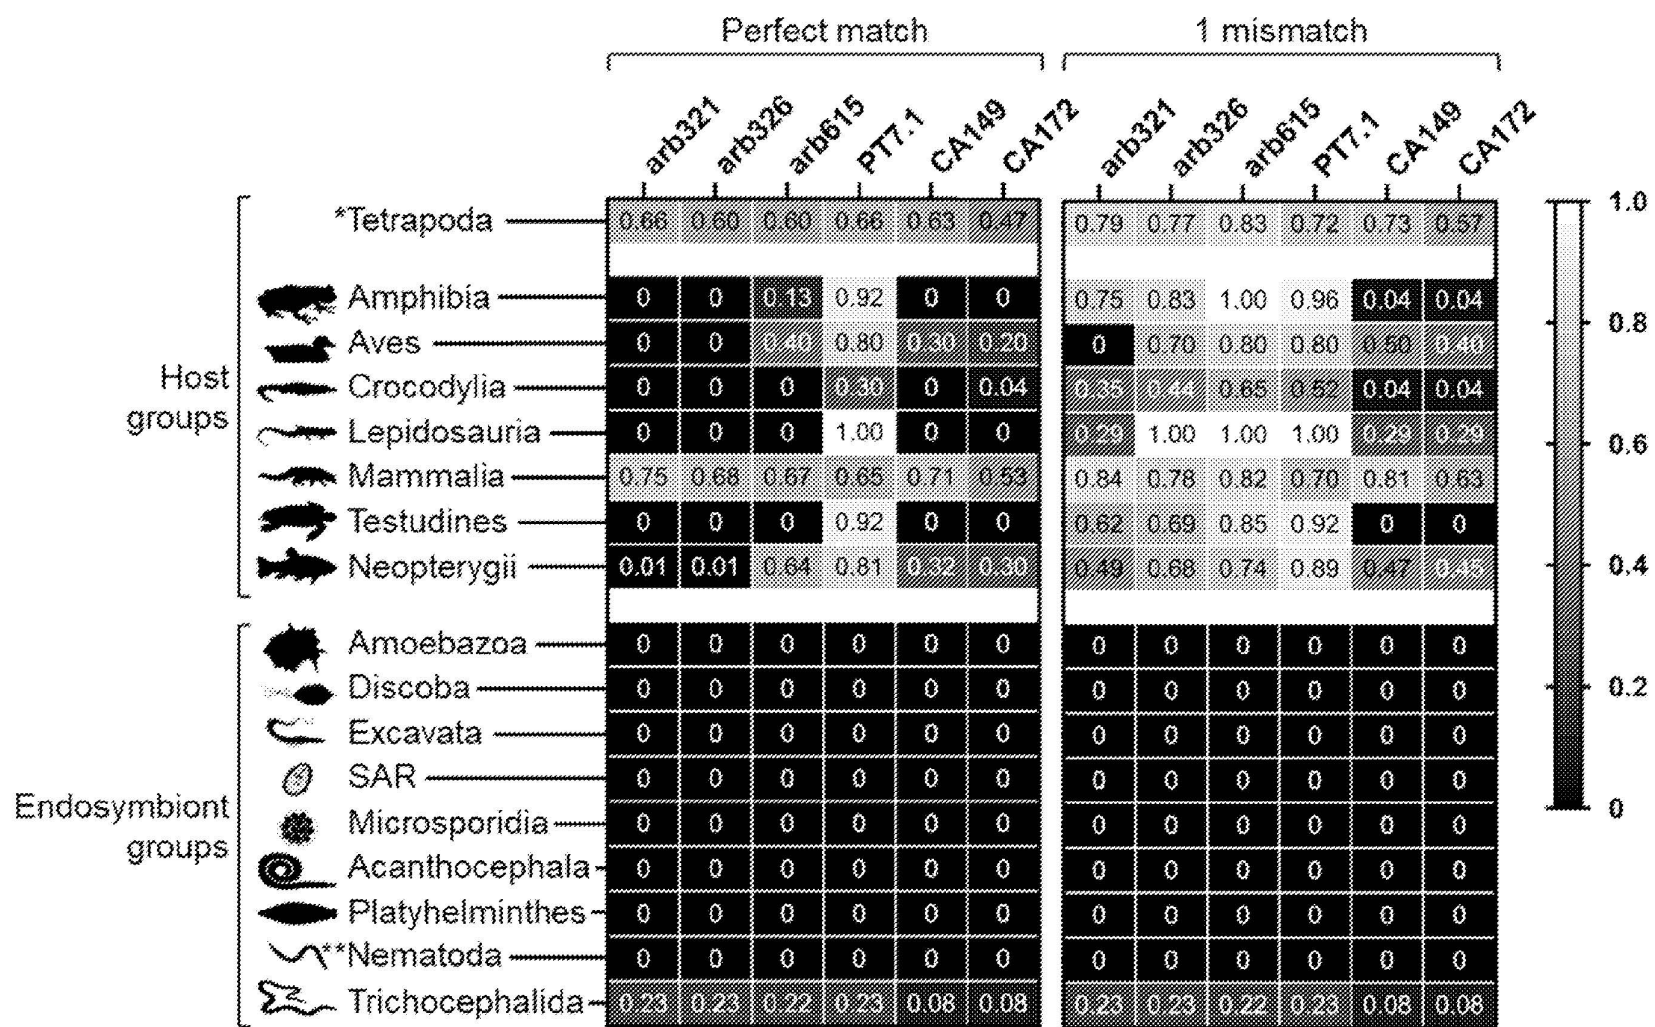 Perfect match 1 mismatch
arb321 arb326 arb615 PT7.1 CA149 CA172 arb321 arb326 arb615 PT7.1 CA149 CA172
*Tetrapoda 0.66 0.60 0.60 0.66 0.63 0.47 0.79 0.77 0.83 0.72 0.73 0.57 1.0
Amphibia 0 0 0.13 0.92 0 0 0.75 0.83 1.00 0.96 0.04 0.04 0.8
Aves 0 0 0.40 0.80 0.30 0.20 0 0.70 0.80 0.80 0.50 0.40
Host groups
Crocodylia 0 0 0 0.30 0 0.04 0.35 0.44 0.65 0.52 0.04 0.04
Lepidosauria 0 0 0 1.00 0 0 0.29 1.00 1.00 1.00 0.29 0.29 0.6
Mammalia 0.75 0.68 0.67 0.65 0.71 0.53 0.84 0.78 0.82 0.70 0.81 0.63
Testudines 0 0 0 0.92 0 0 0.62 0.69 0.85 0.92 0 0
Neopterygii 0.01 0.01 0.64 0.81 0.32 0.30 0.49 0.68 0.74 0.89 0.47 0.45 0.4
Amoebazoa 0 0 0 0 0 0 0 0 0 0 0 0
Discoba 0 0 0 0 0 0 0 0 0 0 0 0 0.2
Excavata 0 0 0 0 0 0 0 0 0 0 0 0
SAR 0 0 0 0 0 0 0 0 0 0 0 0
Endosymbiont groups
Microsporidia 0 0 0 0 0 0 0 0 0 0 0 0 0
Acanthocephala 0 0 0 0 0 0 0 0 0 0 0 0
Platyhelminthes 0 0 0 0 0 0 0 0 0 0 0 0
**Nematoda 0 0 0 0 0 0 0 0 0 0 0 0
Trichocephalida 0.23 0.23 0.22 0.23 0.08 0.08 0.23 0.23 0.22 0.23 0.08 0.08